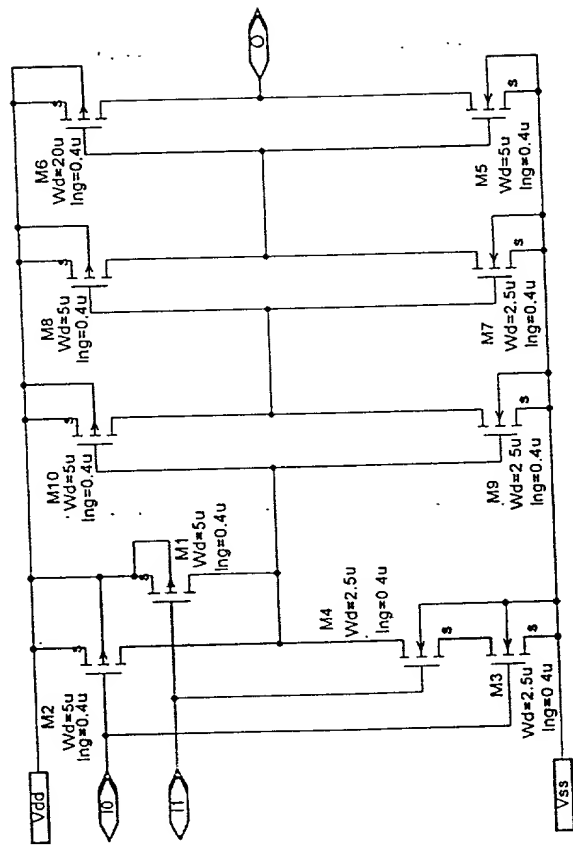 M6
Wd=20u
lng=0.4u
S
O
M5
Wd=5u
lng=0.4u
S
M8
Wd=5u
lng=0.4u
S
M7
Wd=2.5u
lng=0.4u
S
M10
Wd=5u
lng=0.4u
S
M9
Wd=2.5u
lng=0.4u
S
M1
Wd=5u
lng=0.4u
S
M4
Wd=2.5u
lng=0.4u
S
M2
Wd=5u
lng=0.4u
S
M3
Wd=2.5u
lng=0.4u
S
Vdd
I0
I1
Vss